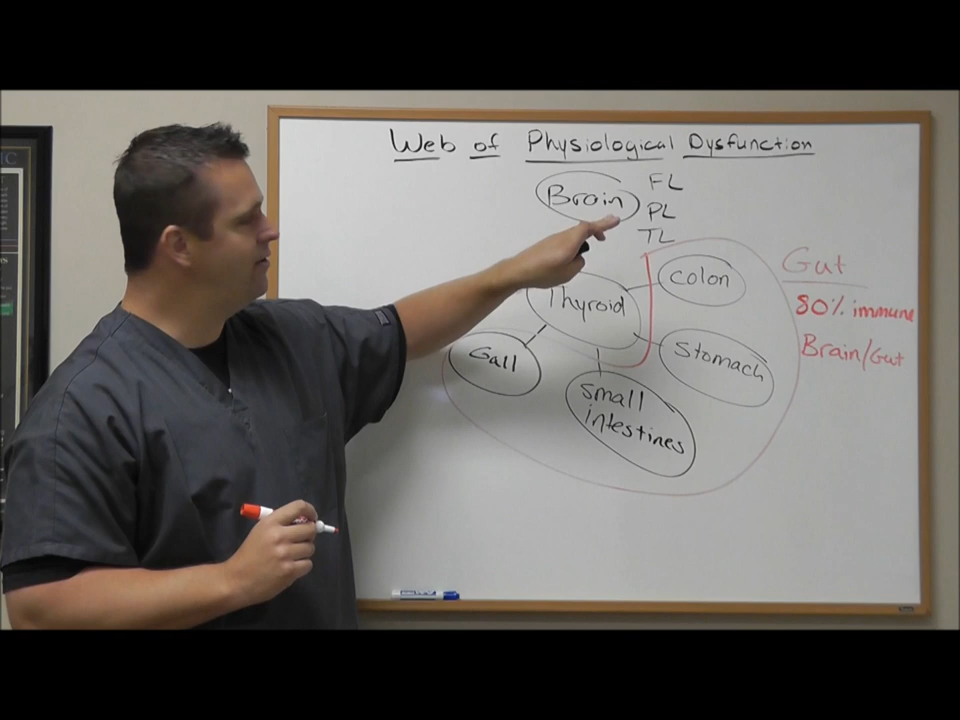 Web of Physiological Dysfunction
Brain
FL
PL
TL
Thyroid
Colon
Stomach
Small
intestines
Gall
Gut
80% immune
Brain/Gut